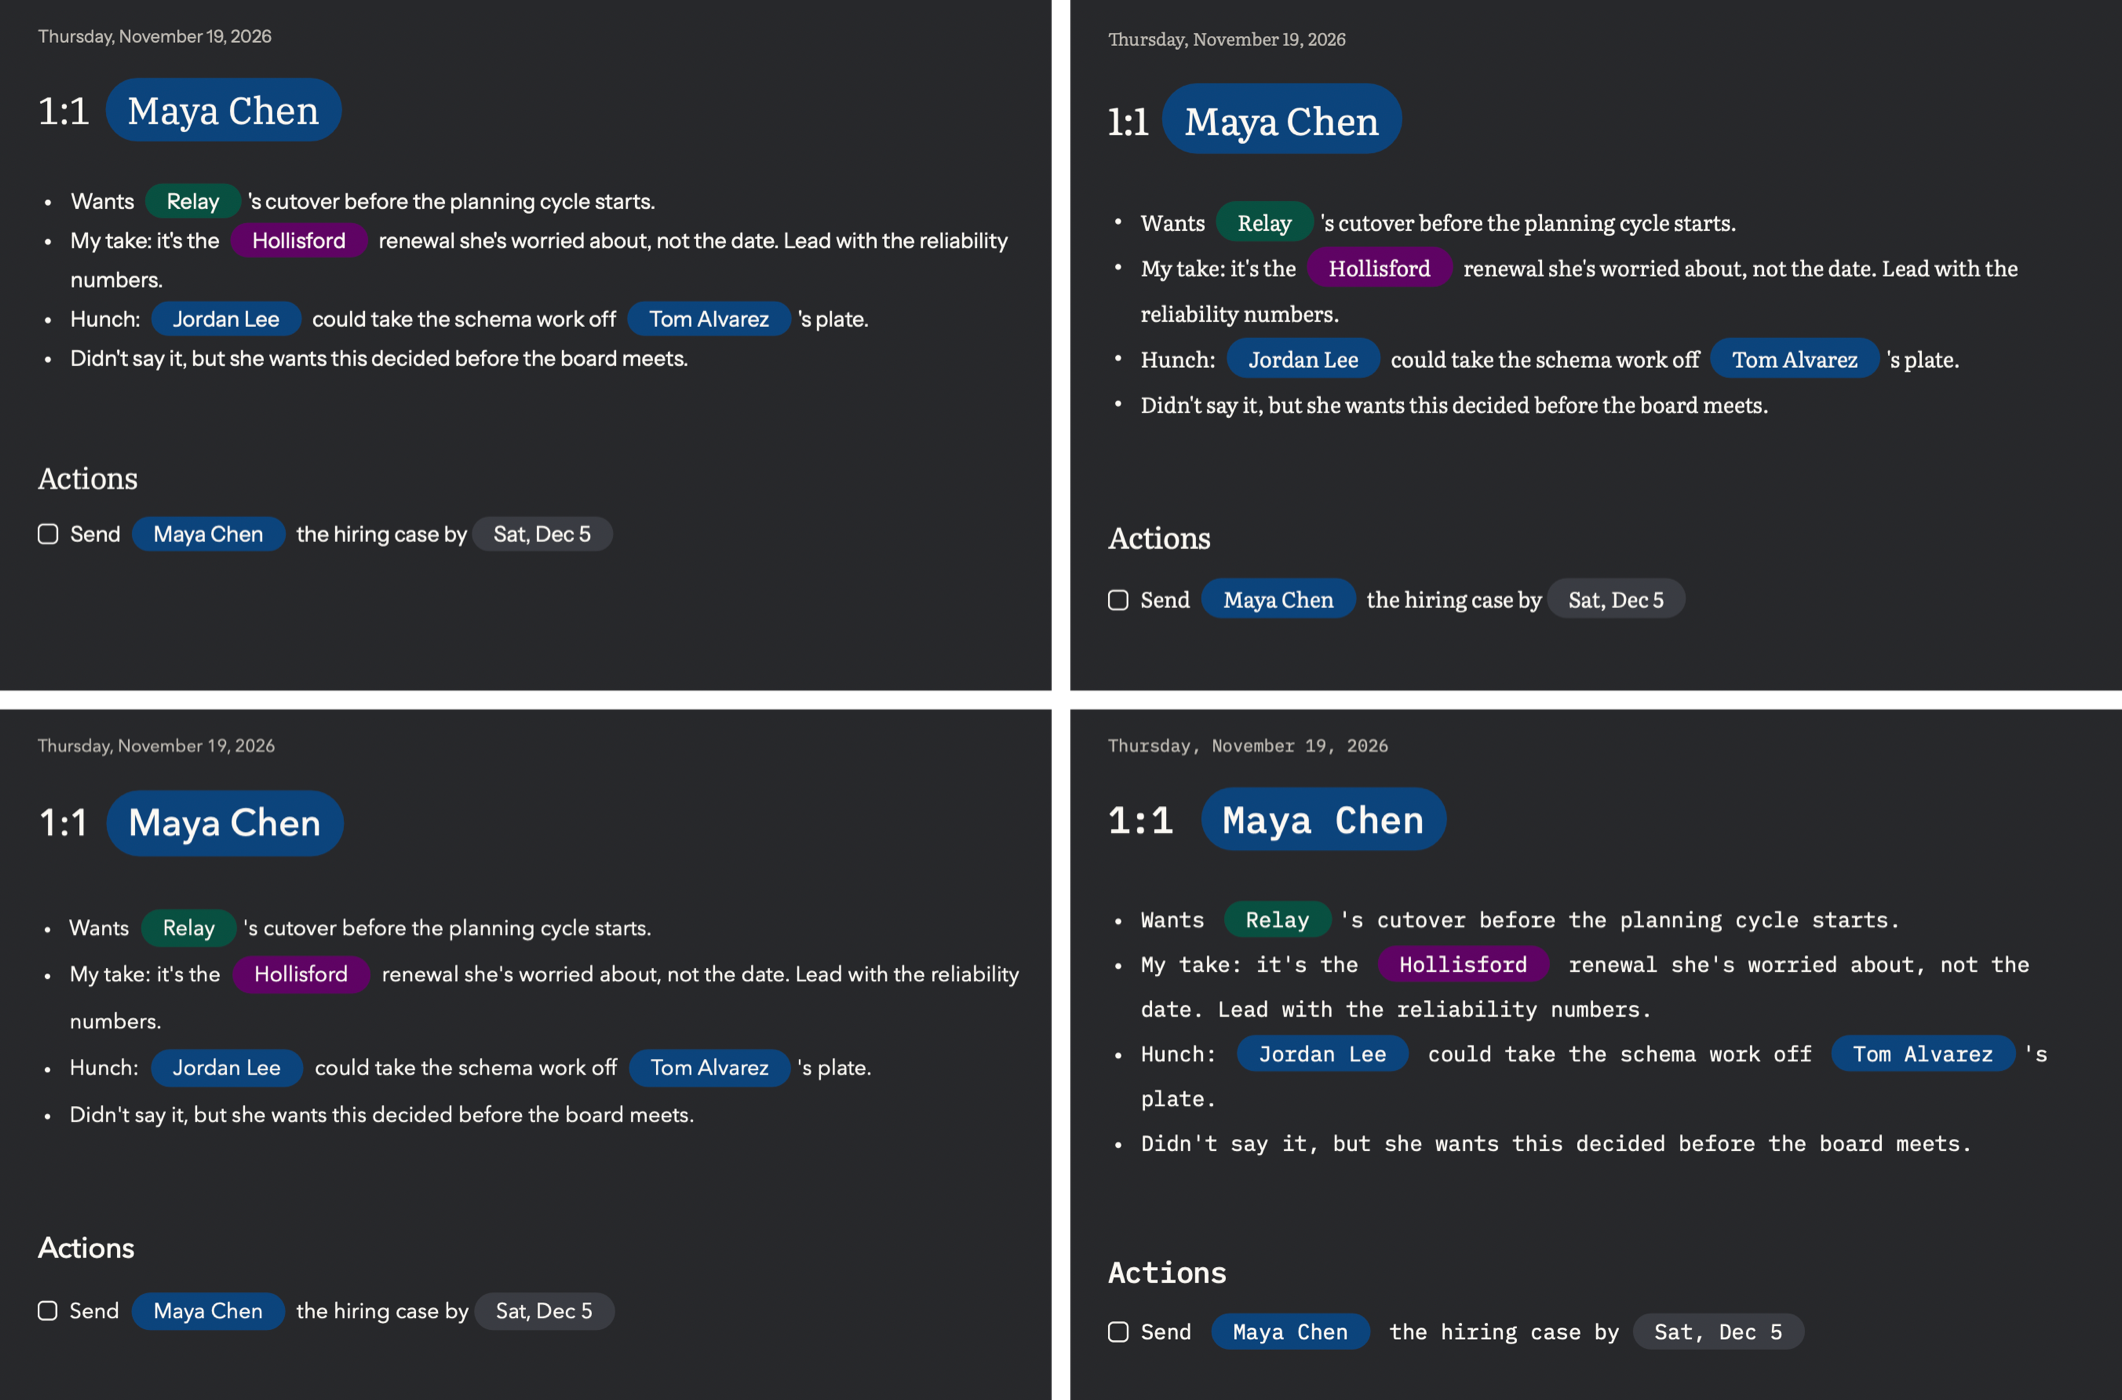 Thursday, November 19, 2026
1:1 Maya Chen
• Wants Relay 's cutover before the planning cycle starts.
• My take: it's the Hollisford renewal she's worried about, not the date. Lead with the reliability
numbers.
• Hunch: Jordan Lee could take the schema work off Tom Alvarez 's plate.
• Didn't say it, but she wants this decided before the board meets.
Actions
Send Maya Chen the hiring case by Sat, Dec 5
Thursday, November 19, 2026
1:1 Maya Chen
• Wants Relay 's cutover before the planning cycle starts.
• My take: it's the Hollisford renewal she's worried about, not the date. Lead with the
reliability numbers.
• Hunch: Jordan Lee could take the schema work off Tom Alvarez 's plate.
• Didn't say it, but she wants this decided before the board meets.
Actions
Send Maya Chen the hiring case by Sat, Dec 5
Thursday, November 19, 2026
1:1 Maya Chen
• Wants Relay 's cutover before the planning cycle starts.
• My take: it's the Hollisford renewal she's worried about, not the date. Lead with the reliability
numbers.
• Hunch: Jordan Lee could take the schema work off Tom Alvarez 's plate.
• Didn't say it, but she wants this decided before the board meets.
Actions
Send Maya Chen the hiring case by Sat, Dec 5
Thursday, November 19, 2026
1:1 Maya Chen
• Wants Relay 's cutover before the planning cycle starts.
• My take: it's the Hollisford renewal she's worried about, not the
date. Lead with the reliability numbers.
• Hunch: Jordan Lee could take the schema work off Tom Alvarez 's
plate.
• Didn't say it, but she wants this decided before the board meets.
Actions
Send Maya Chen the hiring case by Sat, Dec 5